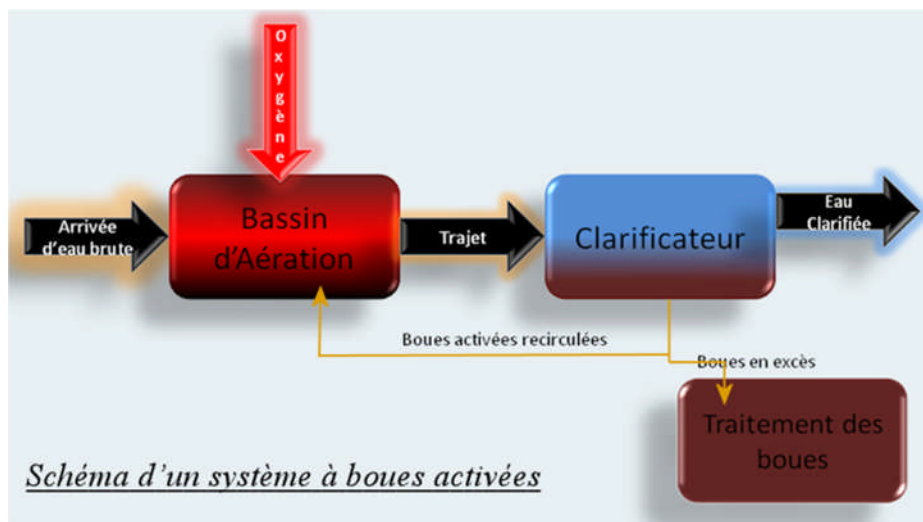 Oxygène
Arrivée
d'eau brute
Bassin
d'Aération
Trajet
Clarificateur
Eau
Clarifiée
Boues activées recirculées
Boues en excès
Traitement des
boues
Schéma d'un système à boues activées